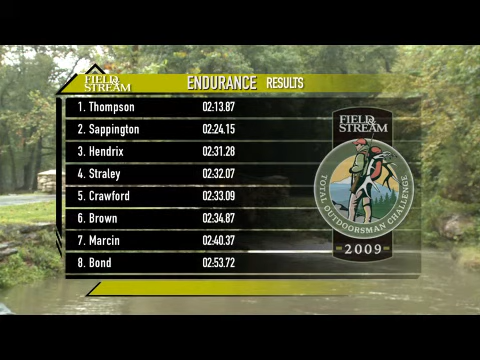 FIELD & STREAM
ENDURANCE RESULTS
1. Thompson 02:13.87
2. Sappington 02:24.15
3. Hendrix 02:31.28
4. Straley 02:32.07
5. Crawford 02:33.09
6. Brown 02:34.87
7. Marcin 02:40.37
8. Bond 02:53.72
FIELD &
STREAM
TOTAL OUTDOORSMAN CHALLENGE
2009